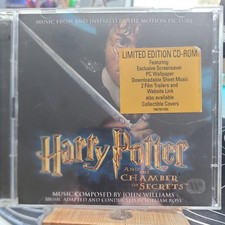 MUSIC FROM AND INSPIRED BY THE MOTION PICTURE
LIMITED EDITION CD-ROM
Featuring:
Exclusive Screensaver
PC Wallpaper
Downloadable Sheet Music
2 Film Trailers and
Website Link
also available
Collectible Covers
Harry Potter
AND THE
CHAMBER
OF SECRETS
MUSIC COMPOSED BY JOHN WILLIAMS
MUSIC ADAPTED AND CONDUCTED BY WILLIAM ROSS